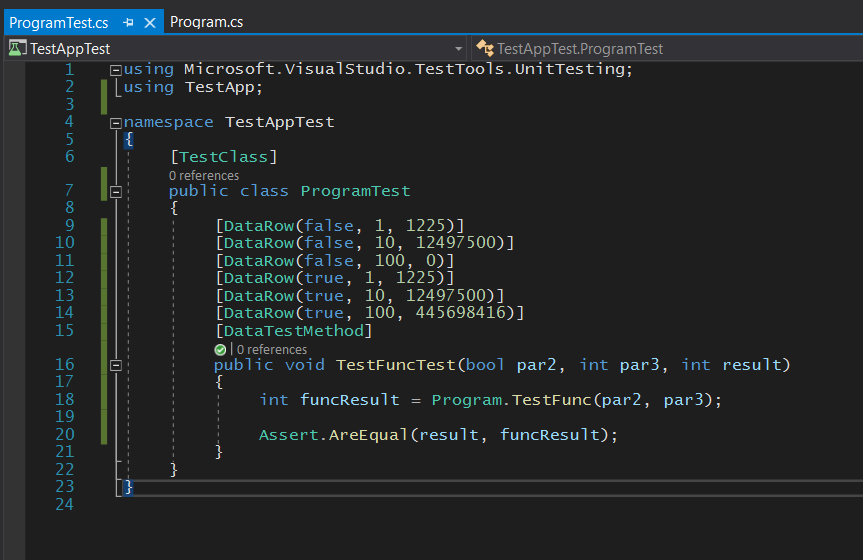 ProgramTest.cs Program.cs
TestAppTest TestAppTest.ProgramTest
1 using Microsoft.VisualStudio.TestTools.UnitTesting;
2 using TestApp;
3
4 namespace TestAppTest
5 {
6 [TestClass]
0 references
7 public class ProgramTest
8 {
9 [DataRow(false, 1, 1225)]
10 [DataRow(false, 10, 12497500)]
11 [DataRow(false, 100, 0)]
12 [DataRow(true, 1, 1225)]
13 [DataRow(true, 10, 12497500)]
14 [DataRow(true, 100, 445698416)]
15 [DataTestMethod]
| 0 references
16 public void TestFuncTest(bool par2, int par3, int result)
17 {
18 int funcResult = Program.TestFunc(par2, par3);
19
20 Assert.AreEqual(result, funcResult);
21 }
22 }
23 }
24